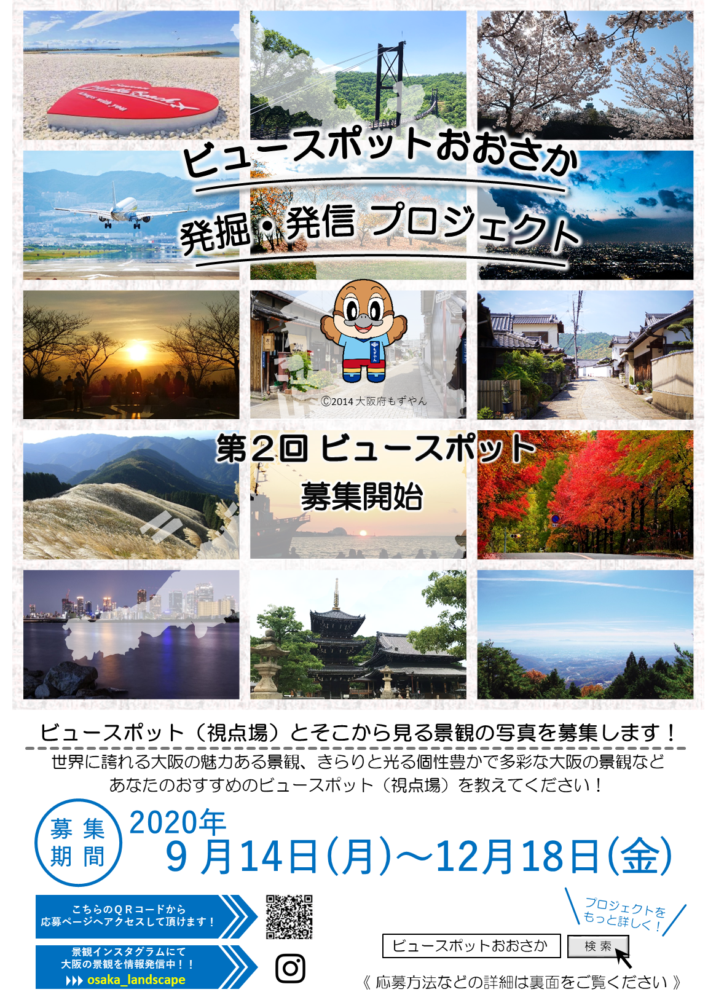 Always with you
ビュースポットおおさか
発掘・発信 プロジェクト
もずやん
Ⓒ2014 大阪府もずやん
第２回 ビュースポット
募集開始
ビュースポット（視点場）とそこから見る景観の写真を募集します！
世界に誇れる大阪の魅力ある景観、きらりと光る個性豊かで多彩な大阪の景観など
あなたのおすすめのビュースポット（視点場）を教えてください！
募 集
期 間
2020年
9 月14日(月)～12月18日(金)
こちらのＱＲコードから
応募ページへアクセスして頂けます！
プロジェクトを
もっと詳しく！
ビュースポットおおさか
検 索
景観インスタグラムにて
大阪の景観を情報発信中！！
osaka_landscape
《 応募方法などの詳細は裏面をご覧ください 》